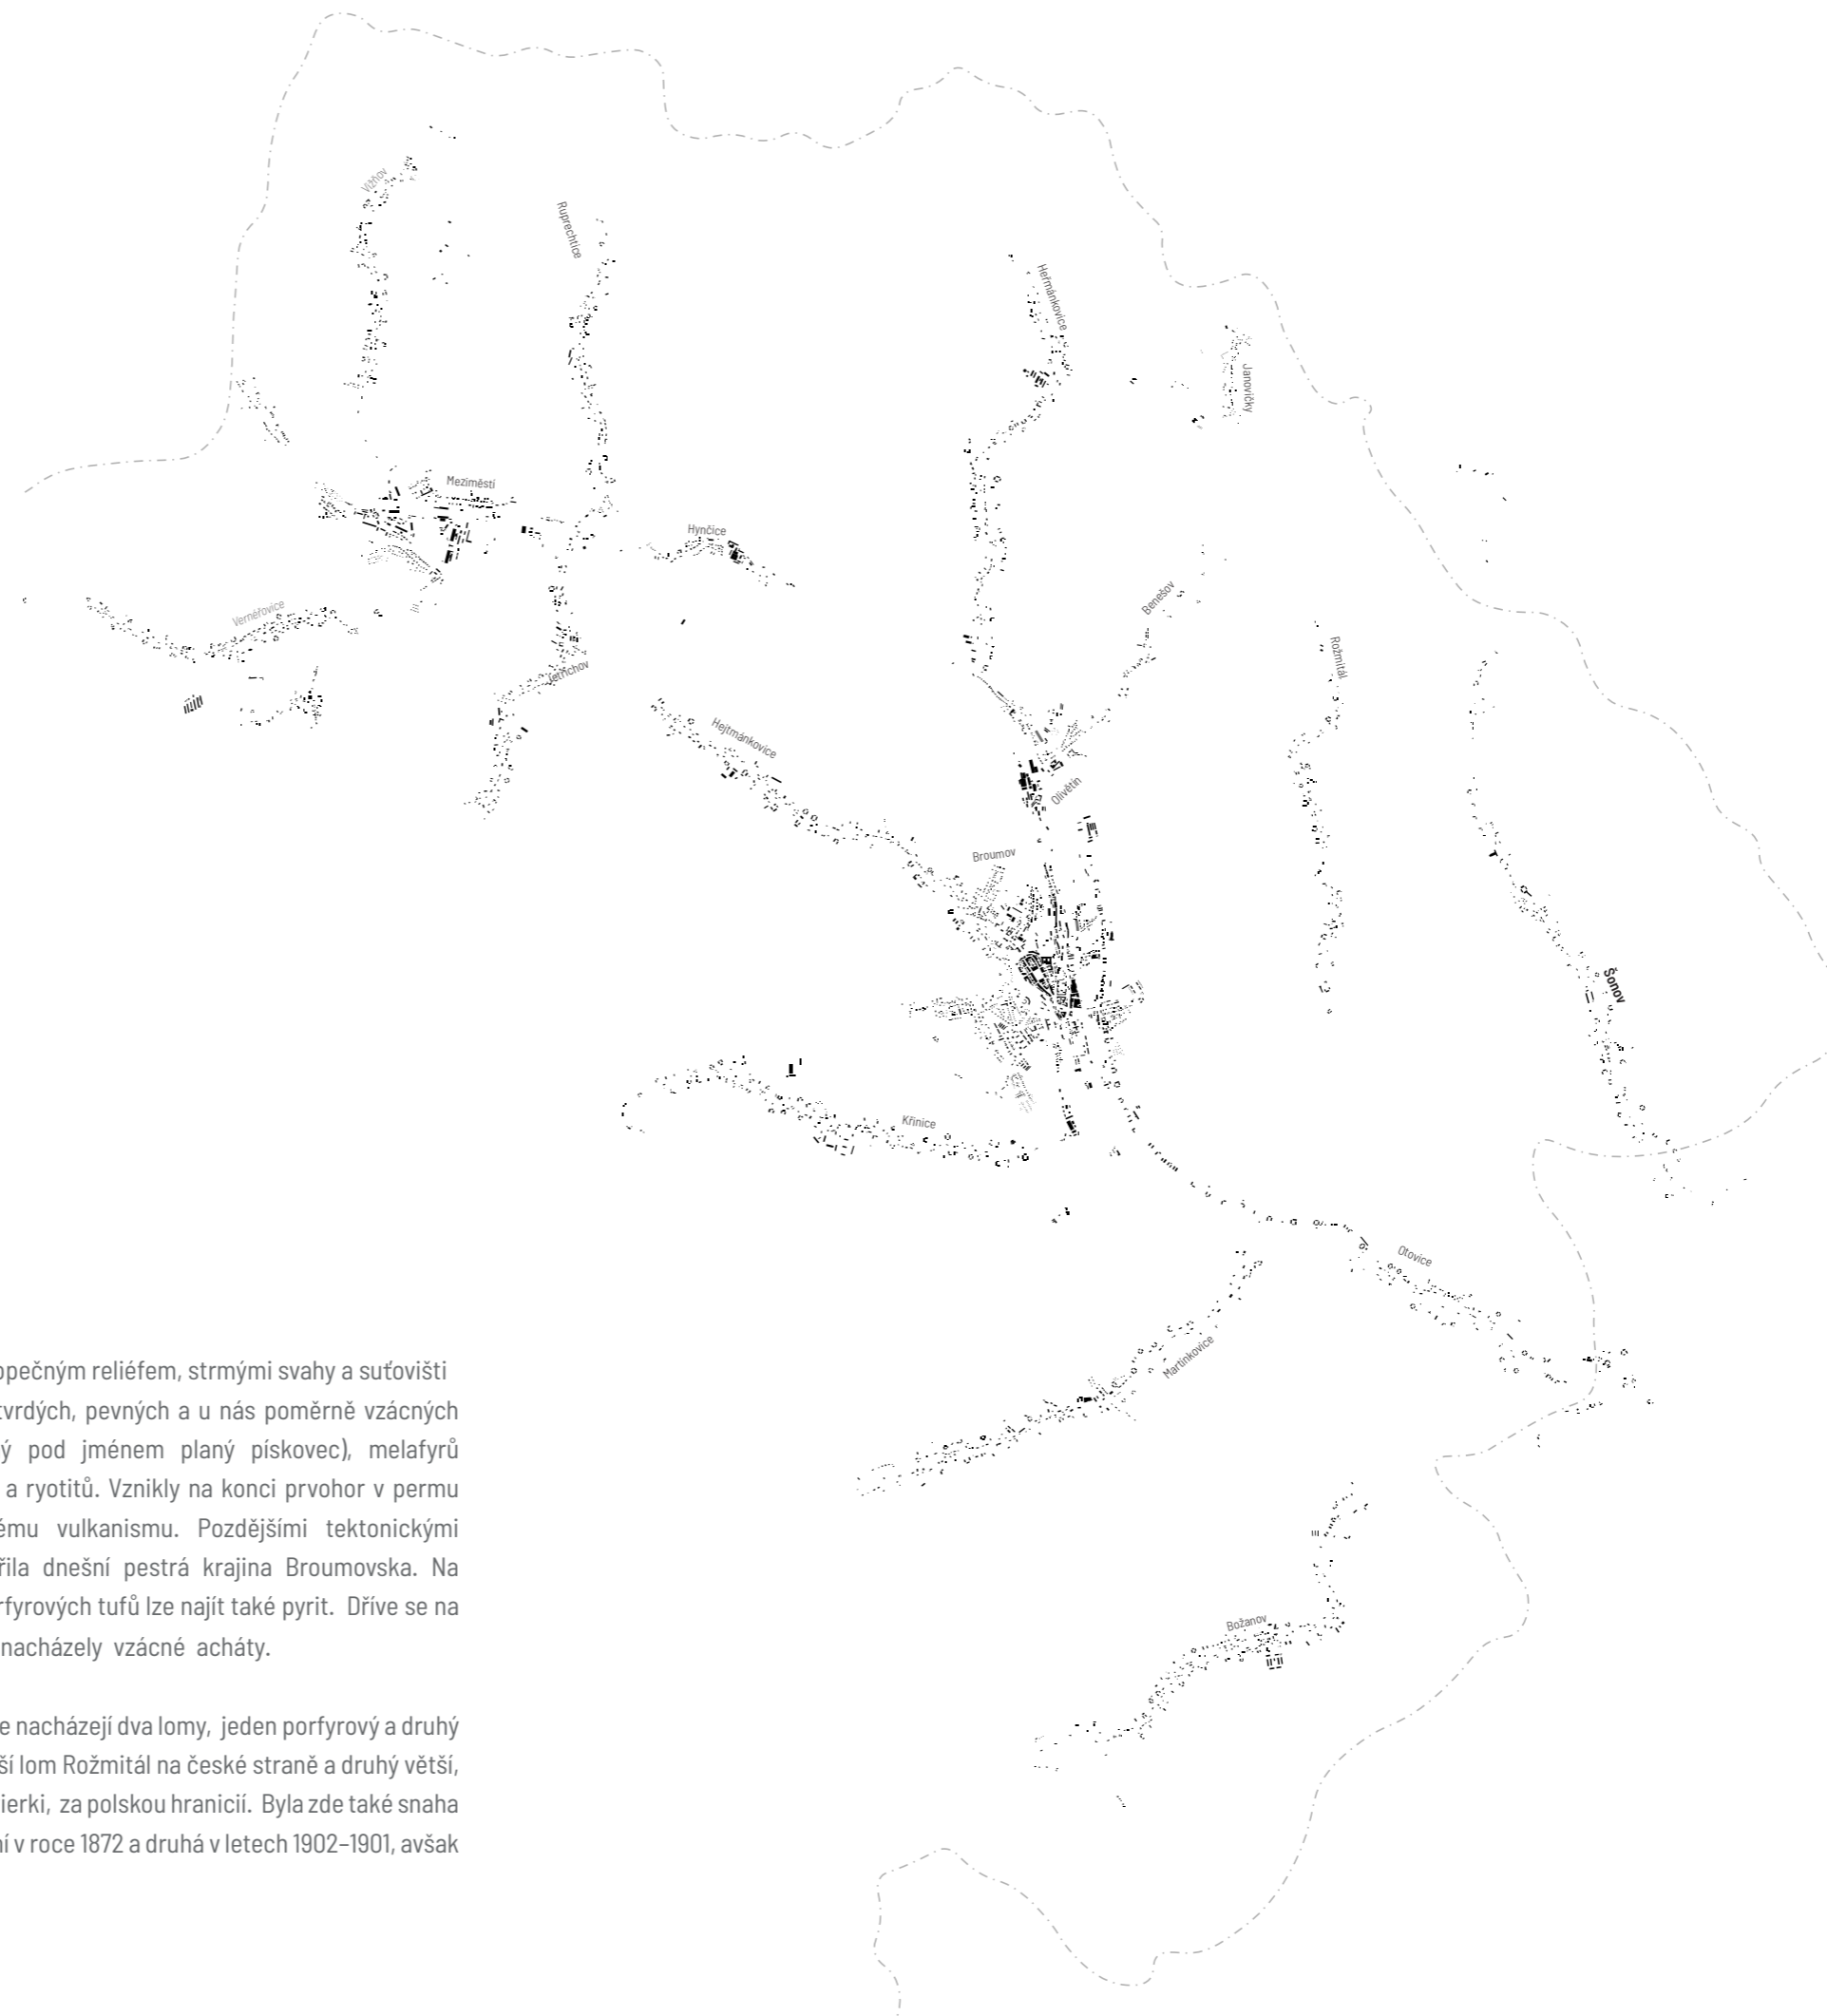 Vižňov
Ruprechtice
Heřmánkovice
Janovičky
Meziměstí
Hynčice
Verněřovice
Benešov
Rožmitál
Jetřichov
Hejtmánkovice
Olivětín
Broumov
Šonov
Křinice
Otovice
Martínkovice
Božanov
opečným reliéfem, strmými svahy a suťovišti
tvrdých, pevných a u nás poměrně vzácných
ý pod jménem planý pískovec), melafyrů
a ryotitů. Vznikly na konci prvohor v permu
ému vulkanismu. Pozdějšími tektonickými
řila dnešní pestrá krajina Broumovska. Na
rfyrových tufů lze najít také pyrit. Dříve se na
nacházely vzácné acháty.
e nacházejí dva lomy, jeden porfyrový a druhý
ší lom Rožmitál na české straně a druhý větší,
ierki, za polskou hranicií. Byla zde také snaha
ní v roce 1872 a druhá v letech 1902–1901, avšak